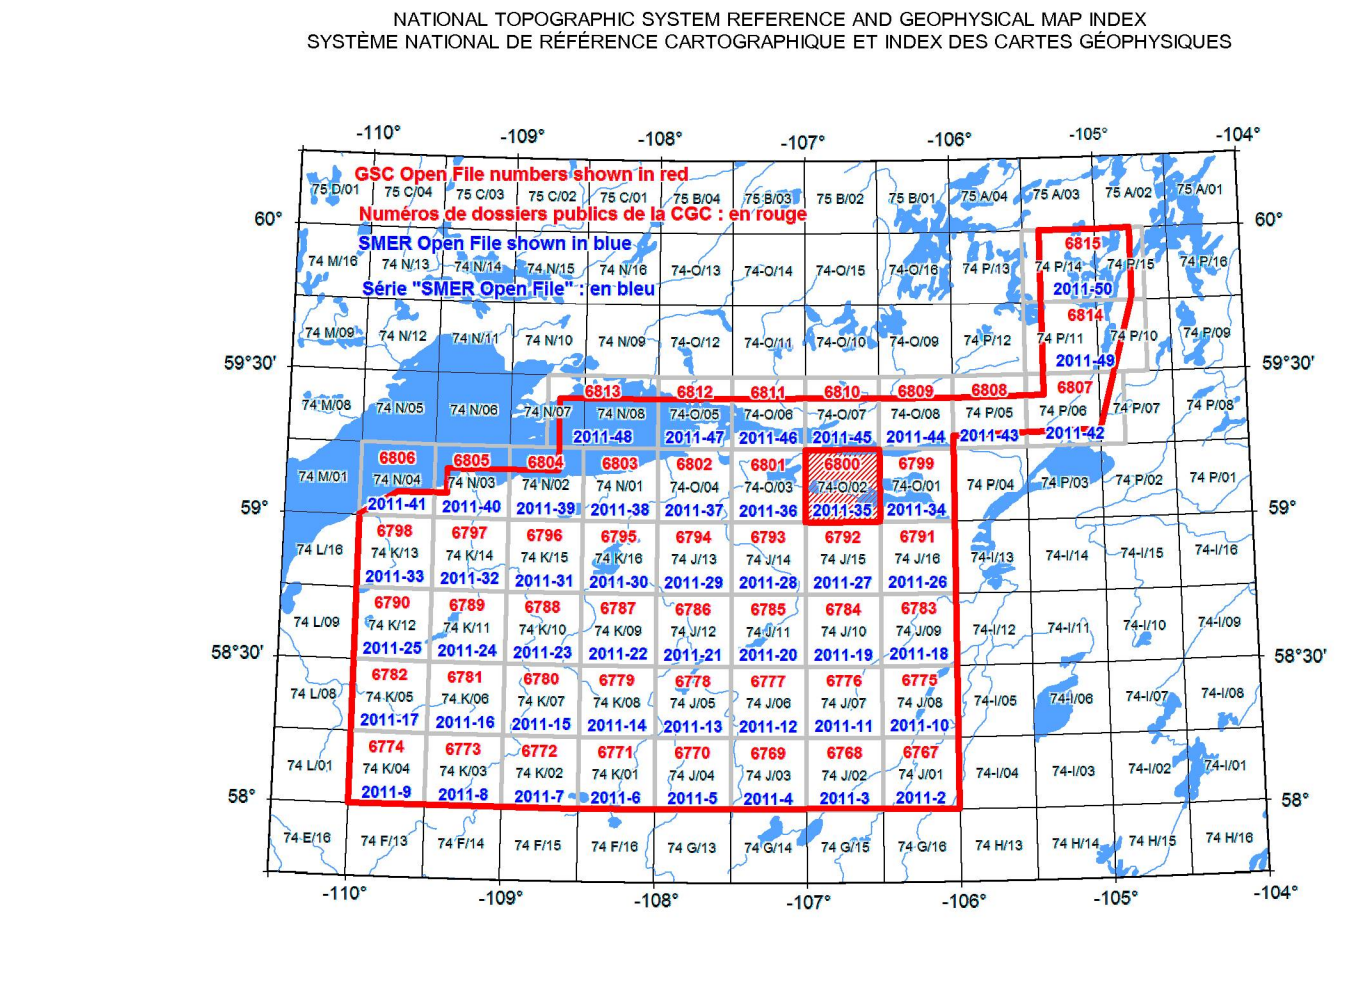 NATIONAL TOPOGRAPHIC SYSTEM REFERENCE AND GEOPHYSICAL MAP INDEX
SYSTÈME NATIONAL DE RÉFÉRENCE CARTOGRAPHIQUE ET INDEX DES CARTES GÉOPHYSIQUES
-110° -109° -108° -107° -106° -105° -104°
GSC Open File numbers shown in red
75 D/01 75 C/04 75 C/03 75 C/02 75 C/01 75 B/04 75 B/03 75 B/02 75 B/01 75 A/04 75 A/03 75 A/02 75 A/01
Numéros de dossiers publics de la CGC : en rouge
60° 60°
SMER Open File shown in blue
6815
74 M/16 74 N/13 74 N/14 74 N/15 74 N/16 74-O/13 74-O/14 74-O/15 74-O/16 74 P/13 74 P/14 74 P/15 74 P/16
Série "SMER Open File" : en bleu
2011-50
6814
74 M/09 74 N/12 74 N/11 74 N/10 74 N/09 74-O/12 74-O/11 74-O/10 74-O/09 74 P/12 74 P/11 74 P/10 74 P/09
2011-49
59°30' 59°30'
6813 6812 6811 6810 6809 6808 6807
74 M/08 74 N/05 74 N/06 74 N/07 74 N/08 74-O/05 74-O/06 74-O/07 74-O/08 74 P/05 74 P/06 74 P/07 74 P/08
2011-48 2011-47 2011-46 2011-45 2011-44 2011-43 2011-42
6806 6805 6804 6803 6802 6801 6800 6799
74 M/01 74 N/04 74 N/03 74 N/02 74 N/01 74-O/04 74-O/03 74-O/02 74-O/01 74 P/04 74 P/03 74 P/02 74 P/01
2011-41 2011-40 2011-39 2011-38 2011-37 2011-36 2011-35 2011-34
59° 59°
6798 6797 6796 6795 6794 6793 6792 6791
74 L/16 74 K/13 74 K/14 74 K/15 74 K/16 74 J/13 74 J/14 74 J/15 74 J/16 74-I/13 74-I/14 74-I/15 74-I/16
2011-33 2011-32 2011-31 2011-30 2011-29 2011-28 2011-27 2011-26
6790 6789 6788 6787 6786 6785 6784 6783
74 L/09 74 K/12 74 K/11 74 K/10 74 K/09 74 J/12 74 J/11 74 J/10 74 J/09 74-I/12 74-I/11 74-I/10 74-I/09
2011-25 2011-24 2011-23 2011-22 2011-21 2011-20 2011-19 2011-18
58°30' 58°30'
6782 6781 6780 6779 6778 6777 6776 6775
74 L/08 74 K/05 74 K/06 74 K/07 74 K/08 74 J/05 74 J/06 74 J/07 74 J/08 74-I/05 74-I/06 74-I/07 74-I/08
2011-17 2011-16 2011-15 2011-14 2011-13 2011-12 2011-11 2011-10
6774 6773 6772 6771 6770 6769 6768 6767
74 L/01 74 K/04 74 K/03 74 K/02 74 K/01 74 J/04 74 J/03 74 J/02 74 J/01 74-I/04 74-I/03 74-I/02 74-I/01
2011-9 2011-8 2011-7 2011-6 2011-5 2011-4 2011-3 2011-2
58° 58°
74 E/16 74 F/13 74 F/14 74 F/15 74 F/16 74 G/13 74 G/14 74 G/15 74 G/16 74 H/13 74 H/14 74 H/15 74 H/16
-110° -109° -108° -107° -106° -105° -104°